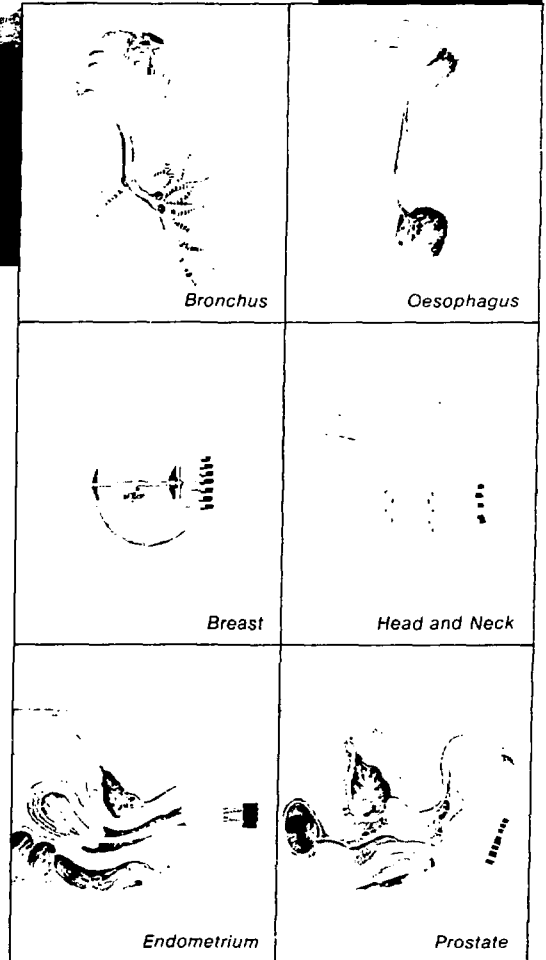 Bronchus
Oesophagus
Breast
Head and Neck
Endometrium
Prostate